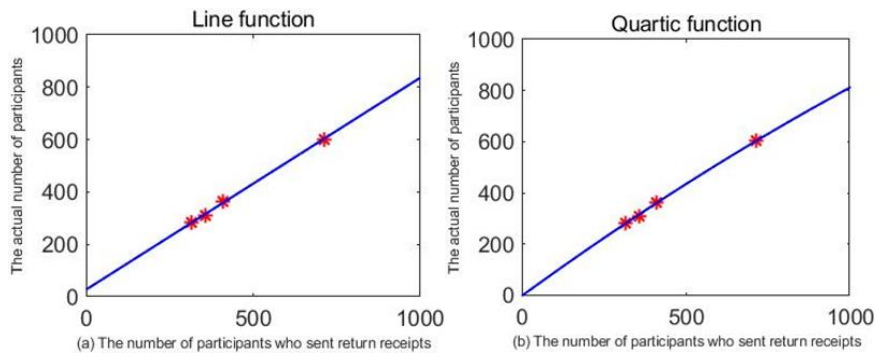 Line function
1000
800
600
400
200
0
The actual number of participants
0 500 1000
(a) The number of participants who sent return receipts
Quartic function
1000
800
600
400
200
0
The actual number of participants
0 500 1000
(b) The number of participants who sent return receipts